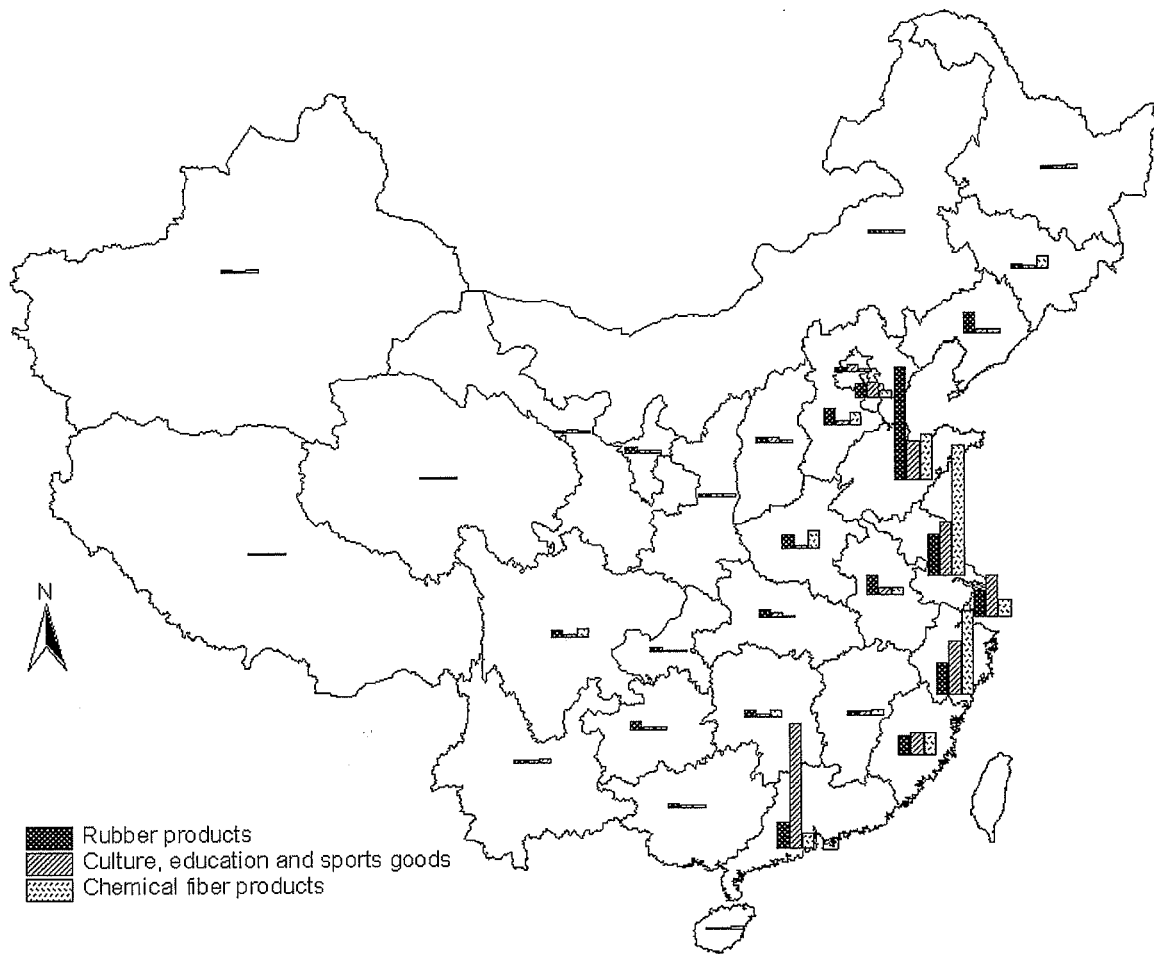 N
Rubber products
Culture, education and sports goods
Chemical fiber products